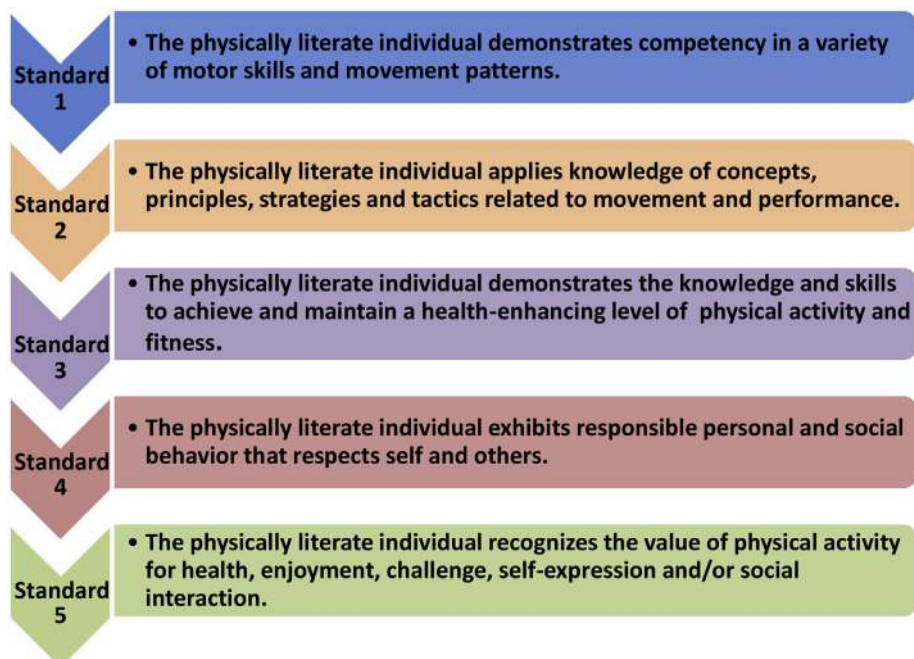 Standard
1
• The physically literate individual demonstrates competency in a variety
of motor skills and movement patterns.
Standard
2
• The physically literate individual applies knowledge of concepts,
principles, strategies and tactics related to movement and performance.
Standard
3
• The physically literate individual demonstrates the knowledge and skills
to achieve and maintain a health-enhancing level of physical activity and
fitness.
Standard
4
• The physically literate individual exhibits responsible personal and social
behavior that respects self and others.
Standard
5
• The physically literate individual recognizes the value of physical activity
for health, enjoyment, challenge, self-expression and/or social
interaction.